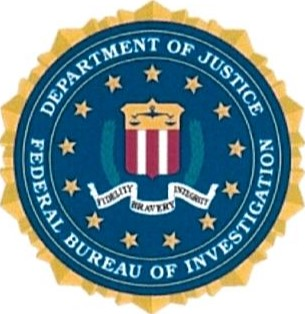 DEPARTMENT OF JUSTICE
FIDELITY
BRAVERY
INTEGRITY
FEDERAL BUREAU OF INVESTIGATION